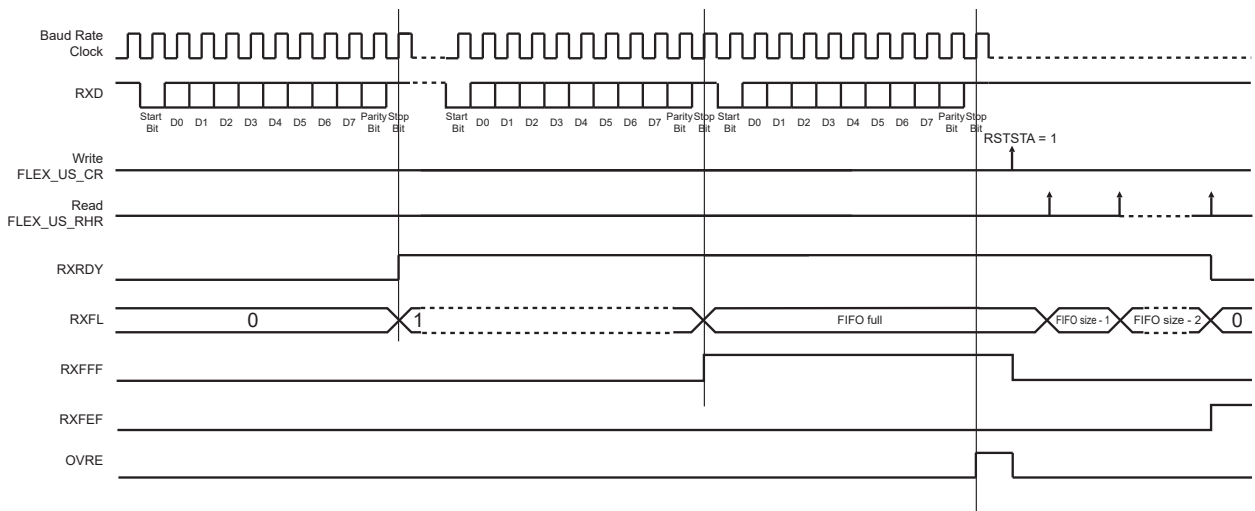 Baud Rate
Clock
RXD
Start
Bit D0 D1 D2 D3 D4 D5 D6 D7 Parity
Bit Stop
Bit Start
Bit D0 D1 D2 D3 D4 D5 D6 D7 Parity
Bit Stop
Bit Start
Bit D0 D1 D2 D3 D4 D5 D6 D7 Parity
Bit Stop
Bit
Write
FLEX_US_CR
RSTSTA = 1
Read
FLEX_US_RHR
RXRDY
RXFL 0 1 FIFO full FIFO size - 1 FIFO size - 2 0
RXFFF
RXFEF
OVRE